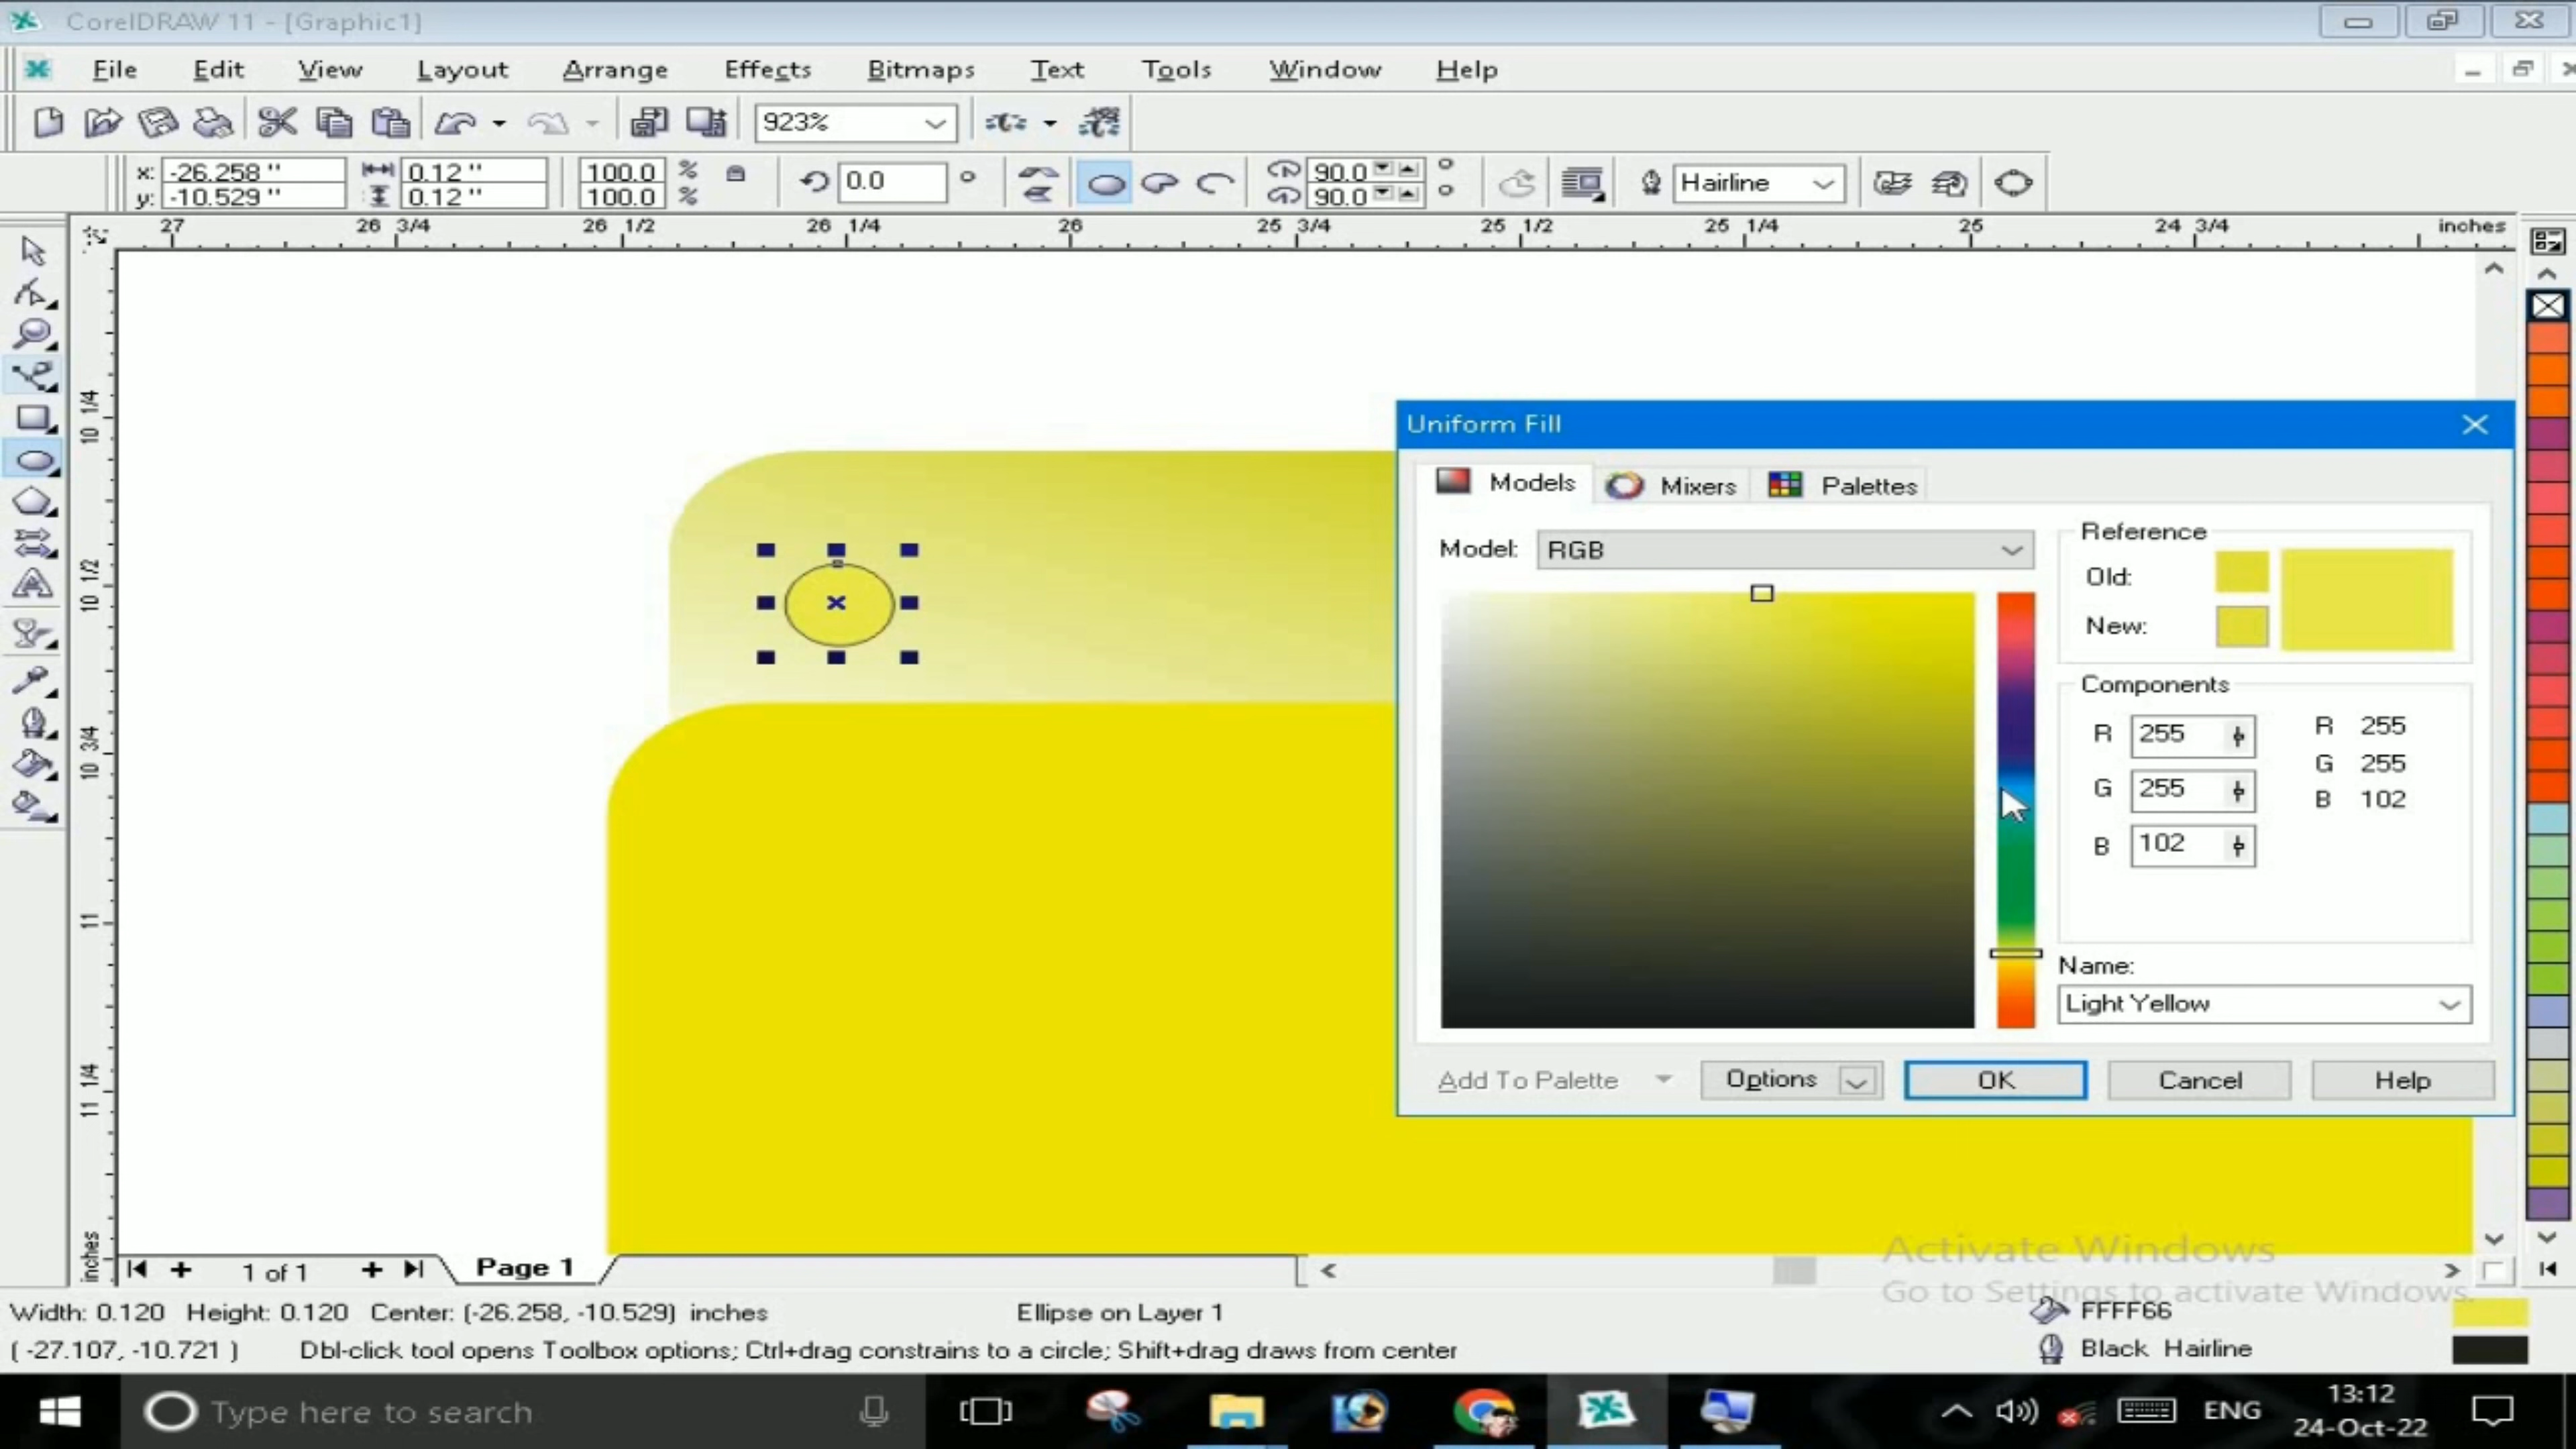 CorelDRAW 11 - [Graphic1]
File Edit View Layout Arrange Effects Bitmaps Text Tools Window Help
923%
x: -26.258 " 0.12 " 100.0 % 0.0 ° 90.0 ° Hairline
y: -10.529 " 0.12 " 100.0 % 90.0 °
27 26 3/4 26 1/2 26 1/4 26 25 3/4 25 1/2 25 1/4 25 24 3/4 inches
10 1/4
10 1/2
10 3/4
11
11 1/4
inches
Uniform Fill
Models Mixers Palettes
Model: RGB
Reference
Old:
New:
Components
R 255 R 255
G 255 G 255
B 102 B 102
Name:
Light Yellow
Add To Palette Options OK Cancel Help
Activate Windows
Go to Settings to activate Windows.
1 of 1 Page 1
Width: 0.120 Height: 0.120 Center: (-26.258, -10.529) inches Ellipse on Layer 1 FFFF66
( -27.107, -10.721 ) Dbl-click tool opens Toolbox options; Ctrl+drag constrains to a circle; Shift+drag draws from center Black Hairline
Type here to search ENG 13:12
24-Oct-22